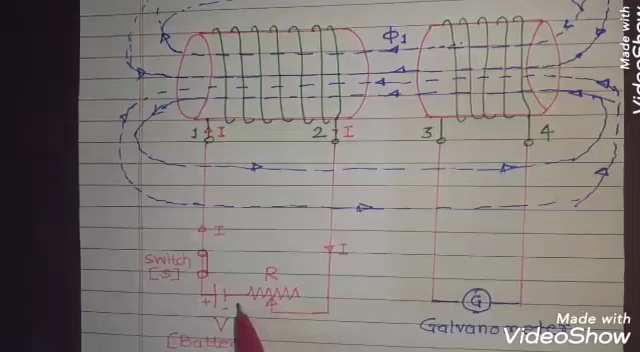 Made with
VideoShow
Φ1
1
I
2
I
3
4
I
Switch
[S]
R
I
+
-
V
G
Galvanometer
Made with
VideoShow